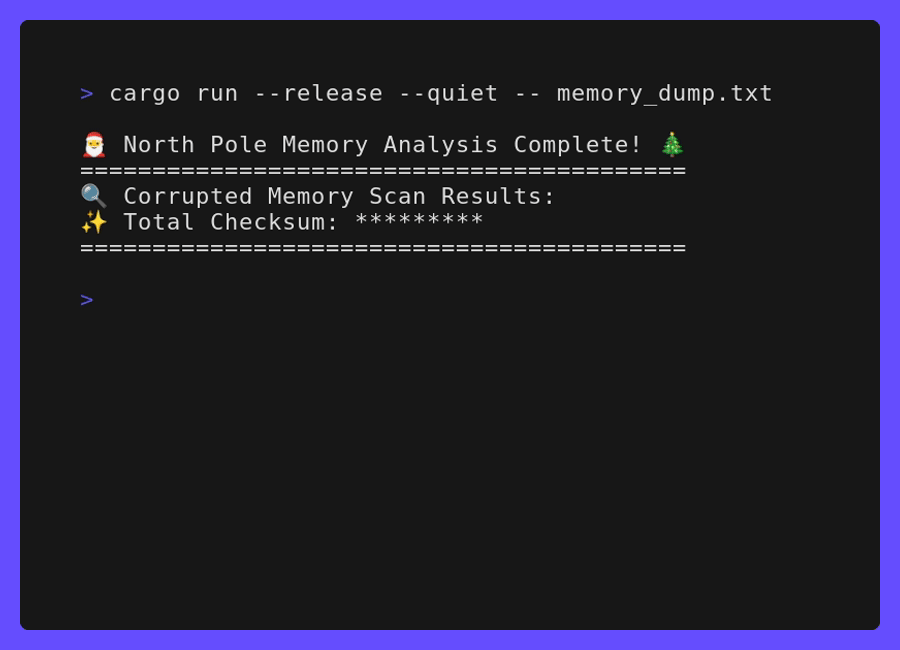 > cargo run --release --quiet -- memory_dump.txt
🎅 North Pole Memory Analysis Complete! 🎄
==========================================
🔍 Corrupted Memory Scan Results:
✨ Total Checksum: *********
==========================================
>